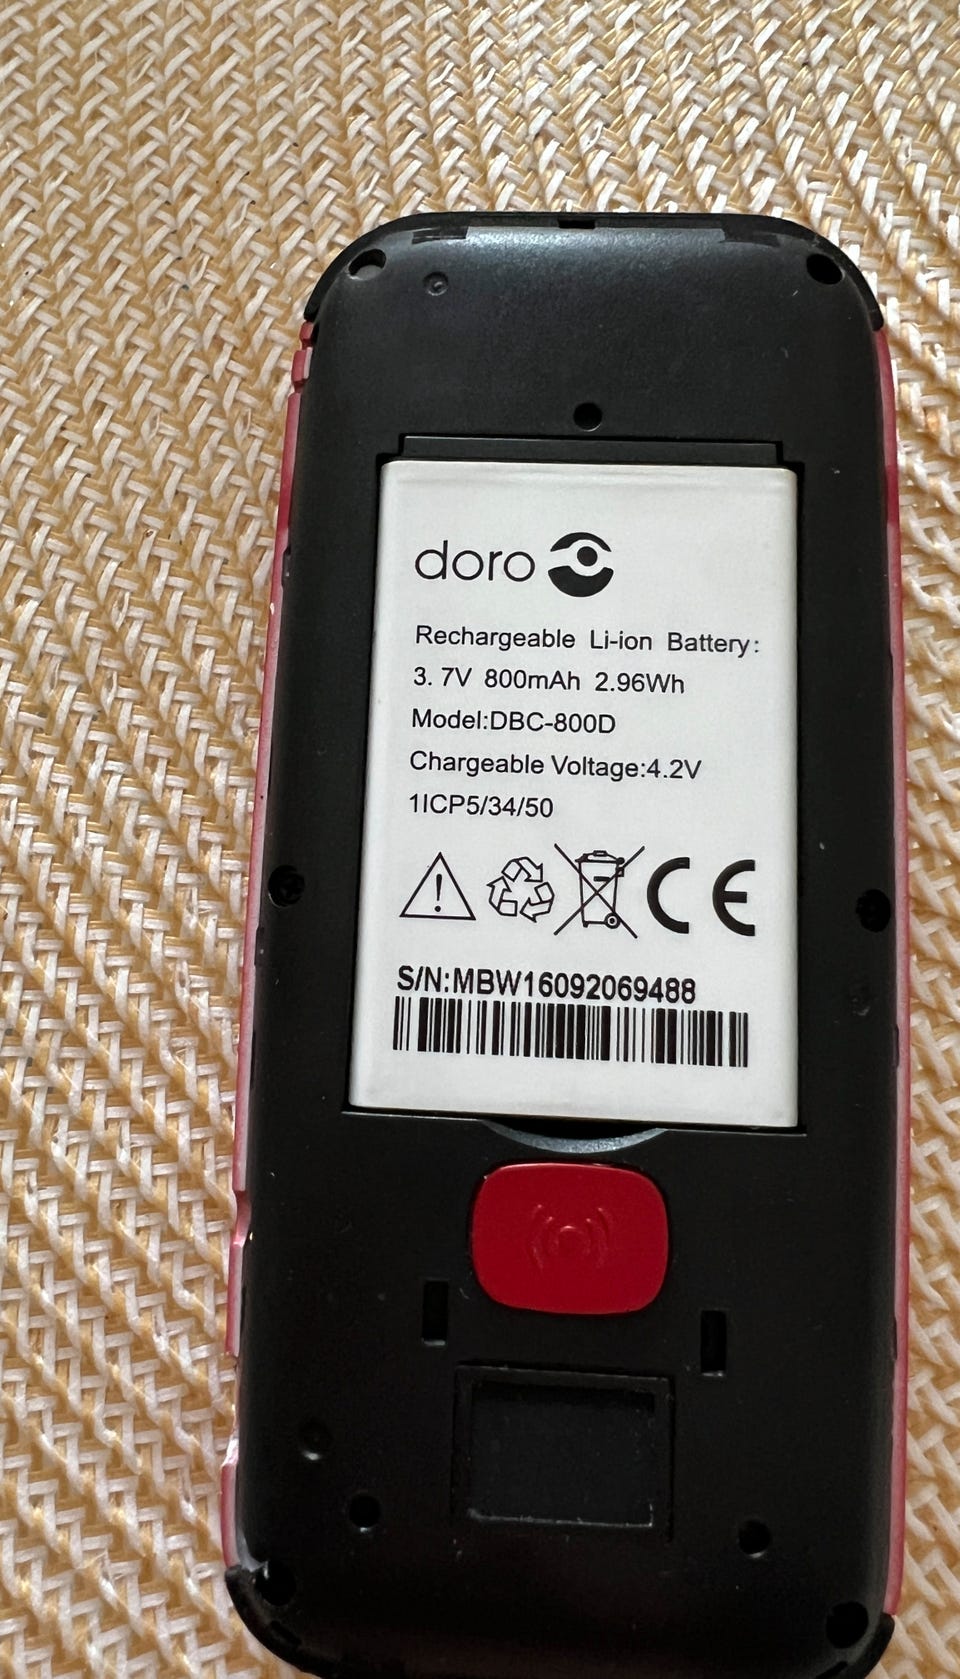 doro
Rechargeable Li-ion Battery:
3.7V 800mAh 2.96Wh
Model:DBC-800D
Chargeable Voltage:4.2V
1ICP5/34/50
CE
S/N:MBW16092069488